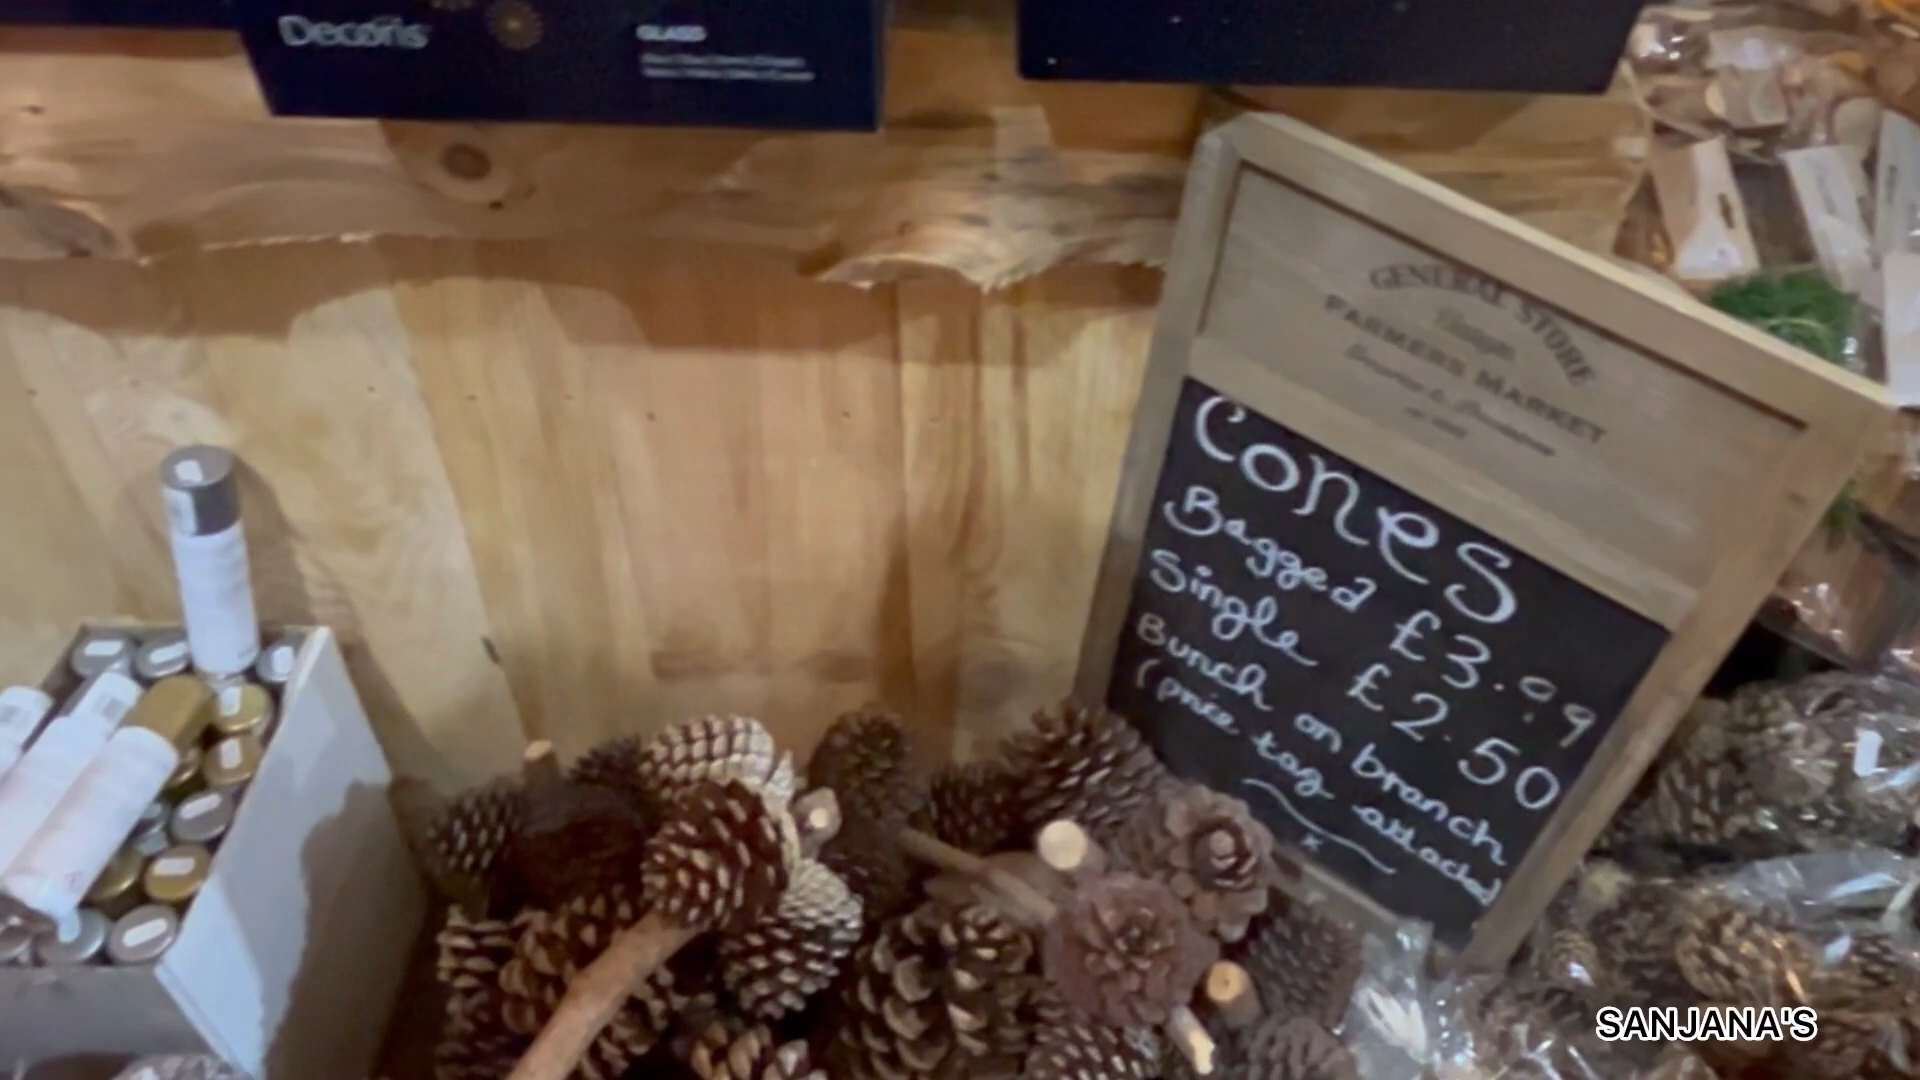 Decoris
GLASS
GENERAL STORE
Vintage
FARMERS MARKET
Cones
Bagged £3.99
Single £2.50
Bunch on branch
(price tag attached)
x
SANJANA'S